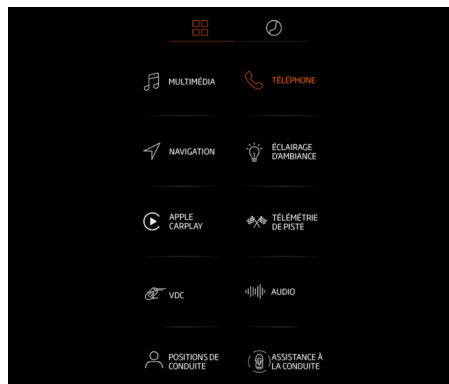 MULTIMÉDIA
TÉLÉPHONE
NAVIGATION
ÉCLAIRAGE
D'AMBIANCE
APPLE
CARPLAY
TÉLÉMÉTRIE
DE PISTE
VDC
AUDIO
POSITIONS DE
CONDUITE
ASSISTANCE À
LA CONDUITE